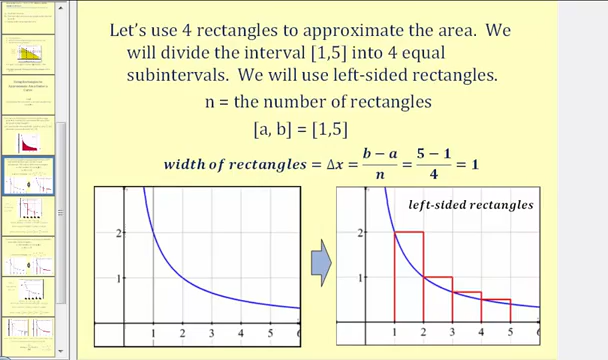 Let's use 4 rectangles to approximate the area. We
will divide the interval [1,5] into 4 equal
subintervals. We will use left-sided rectangles.
n = the number of rectangles
[a, b] = [1,5]
width of rectangles = Δx = b − a / n = 5 − 1 / 4 = 1
2
1
1 2 3 4 5 6
left-sided rectangles
2
1
1 2 3 4 5 6